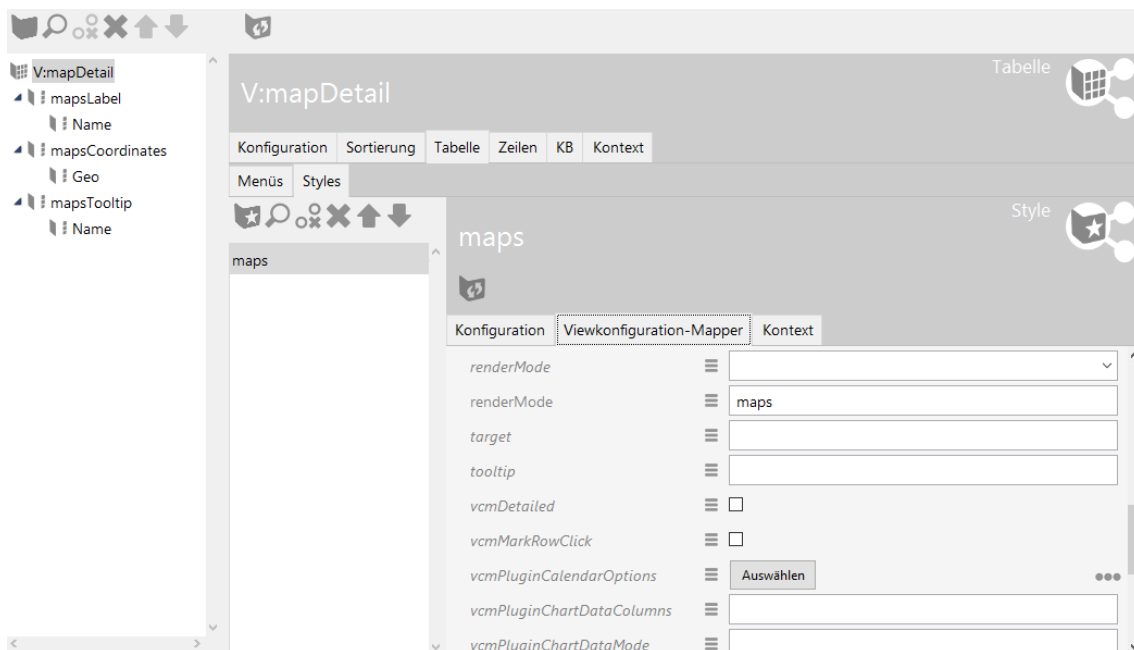 V:mapDetail
mapsLabel
Name
mapsCoordinates
Geo
mapsTooltip
Name
Tabelle
V:mapDetail
Konfiguration Sortierung Tabelle Zeilen KB Kontext
Menüs Styles
maps
Style
maps
Konfiguration Viewkonfiguration-Mapper Kontext
renderMode
renderMode maps
target
tooltip
vcmDetailed
vcmMarkRowClick
vcmPluginCalendarOptions Auswählen
vcmPluginChartDataColumns
vcmPluginChartDataMode